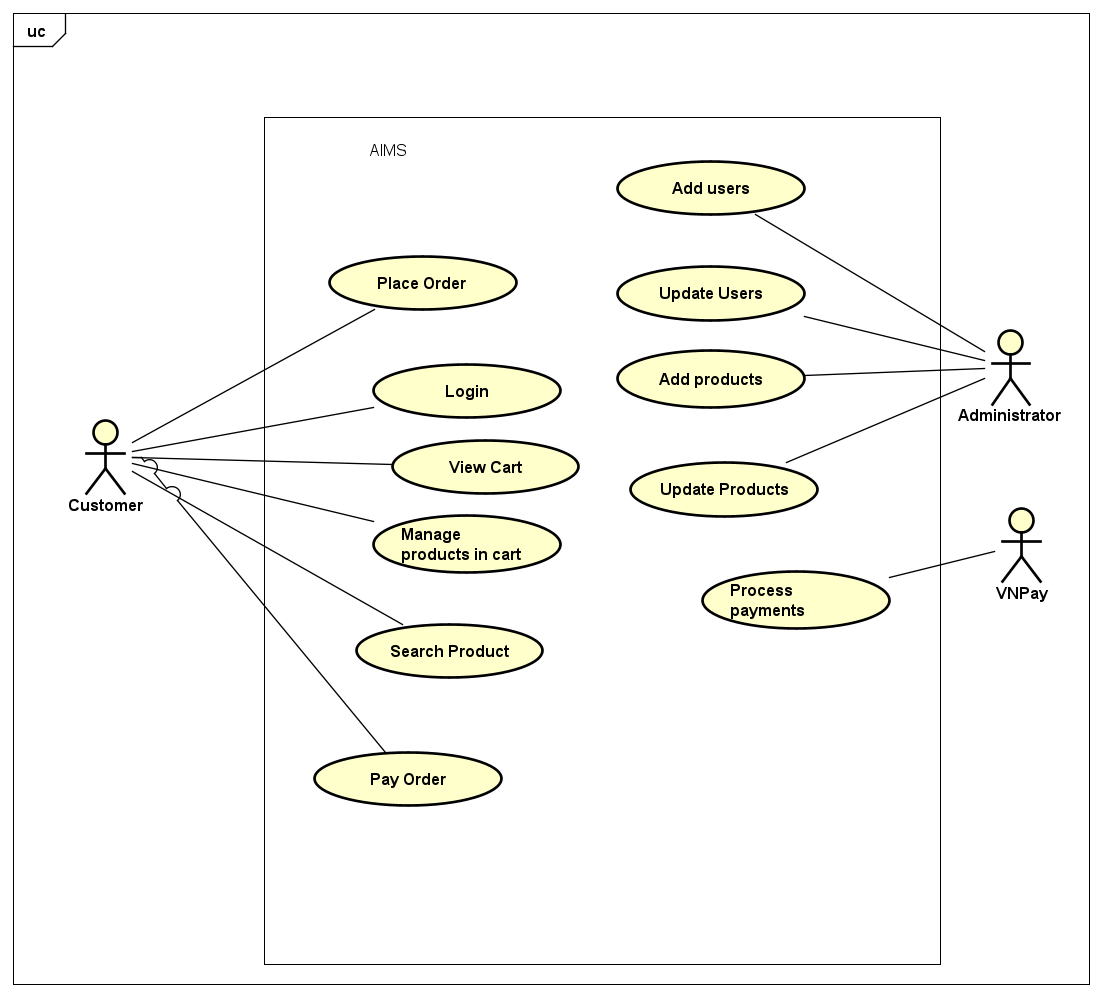 uc
AIMS
Add users
Place Order
Update Users
Add products
Login
Administrator
View Cart
Update Products
Customer
Manage
products in cart
VNPay
Process
payments
Search Product
Pay Order